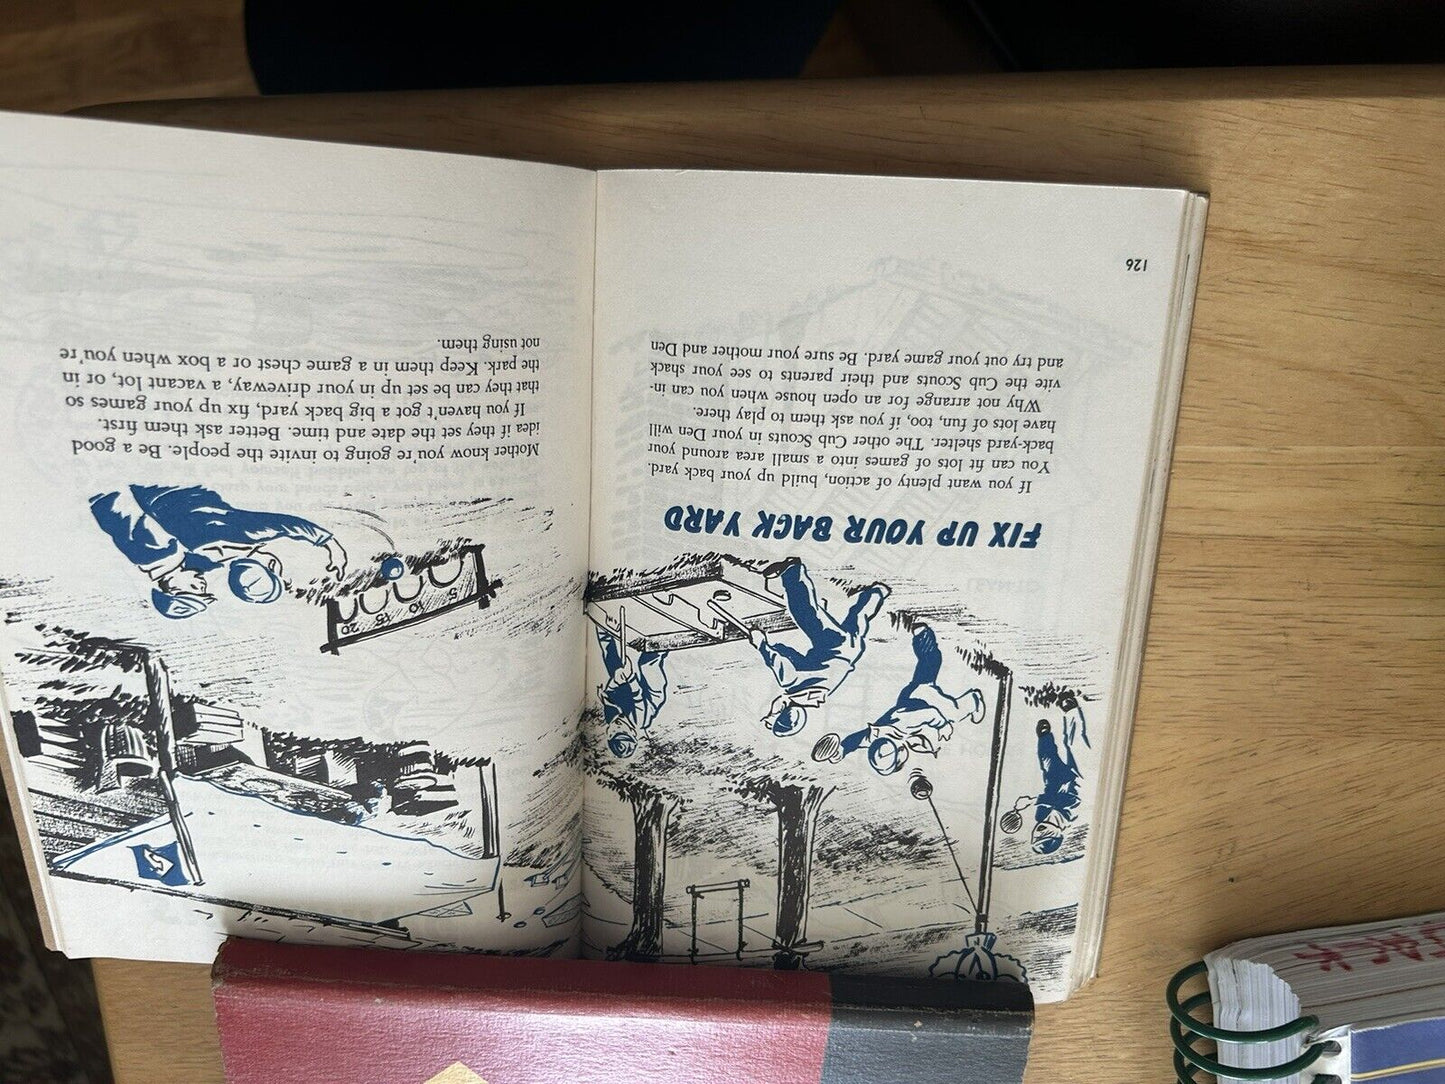 FIX UP YOUR BACK YARD
If you want plenty of action, build up your back yard.
You can fit lots of games into a small area around your
back-yard shelter. The other Cub Scouts in your Den will
have lots of fun, too, if you ask them to play there.
Why not arrange for an open house when you in-
vite the Cub Scouts and their parents to see your shack
and try out your game yard. Be sure your mother and Den
126
5
10
15
20
Mother know you're going to invite the people. Be a good
idea if they set the date and time. Better ask them first.
If you haven't got a big back yard, fix up your games so
that they can be set up in your driveway, a vacant lot, or in
the park. Keep them in a game chest or a box when you're
not using them.